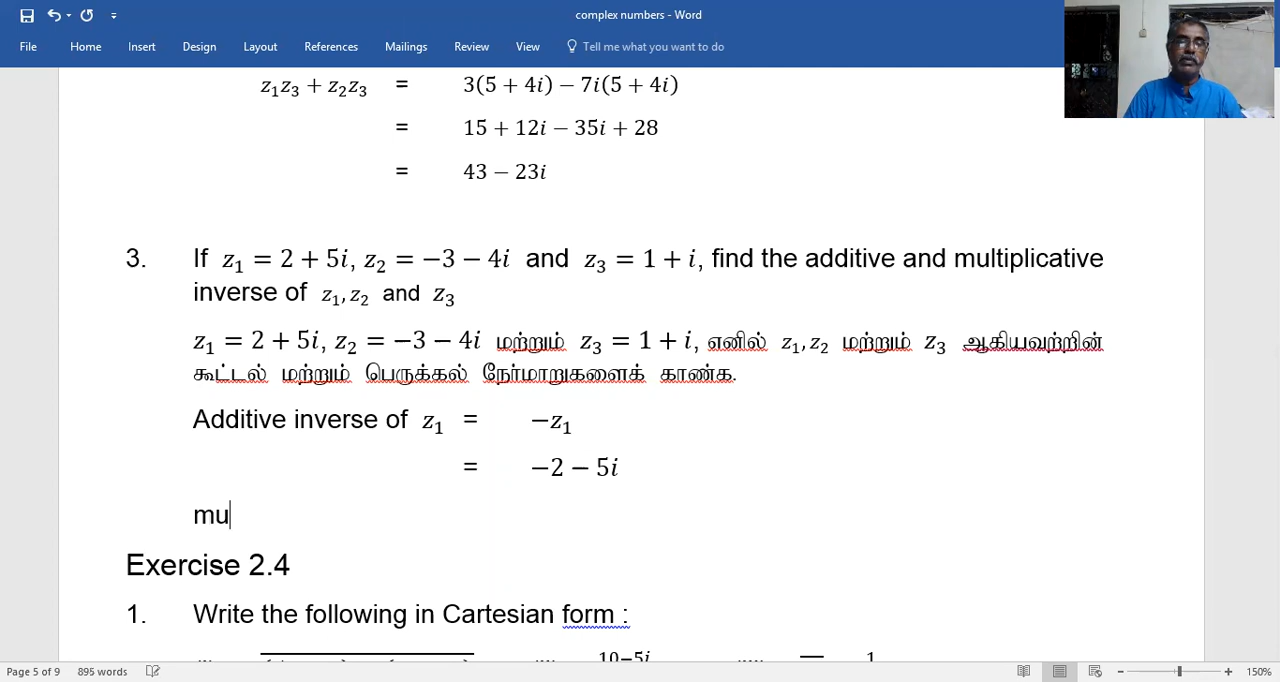 complex numbers - Word
File Home Insert Design Layout References Mailings Review View Tell me what you want to do
z₁z₃ + z₂z₃ = 3(5 + 4i) − 7i(5 + 4i)
= 15 + 12i − 35i + 28
= 43 − 23i
3. If z₁ = 2 + 5i, z₂ = −3 − 4i and z₃ = 1 + i, find the additive and multiplicative
inverse of z₁, z₂ and z₃
z₁ = 2 + 5i, z₂ = −3 − 4i மற்றும் z₃ = 1 + i, எனில் z₁, z₂ மற்றும் z₃ ஆகியவற்றின்
கூட்டல் மற்றும் பெருக்கல் நேர்மாறுகளைக் காண்க.
Additive inverse of z₁ = −z₁
= −2 − 5i
mu
Exercise 2.4
1. Write the following in Cartesian form :
10−5i 1
Page 5 of 9 895 words 150%